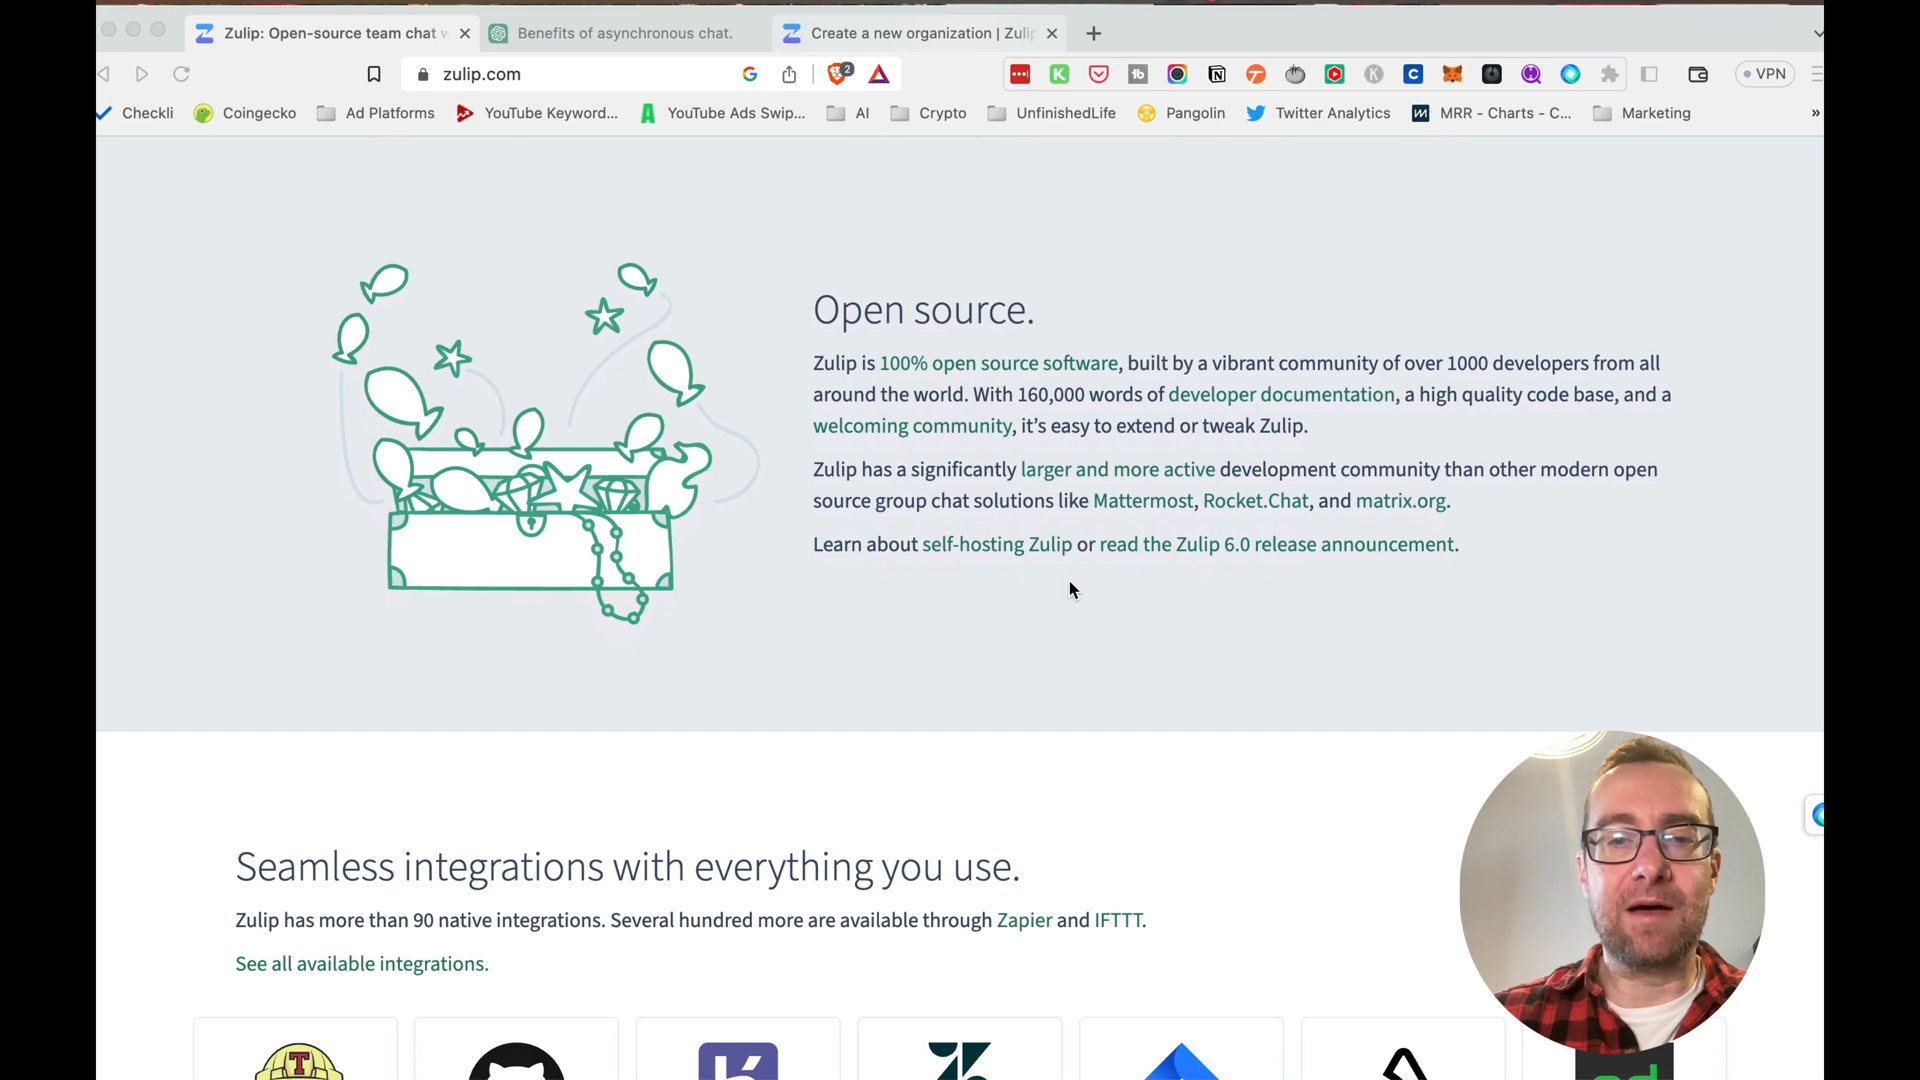 Zulip: Open-source team chat w
Benefits of asynchronous chat.
Create a new organization | Zulip
zulip.com
2
VPN
Checkli
Coingecko
Ad Platforms
YouTube Keyword...
YouTube Ads Swip...
AI
Crypto
UnfinishedLife
Pangolin
Twitter Analytics
MRR - Charts - C...
Marketing
»
Open source.
Zulip is 100% open source software, built by a vibrant community of over 1000 developers from all
around the world. With 160,000 words of developer documentation, a high quality code base, and a
welcoming community, it’s easy to extend or tweak Zulip.
Zulip has a significantly larger and more active development community than other modern open
source group chat solutions like Mattermost, Rocket.Chat, and matrix.org.
Learn about self-hosting Zulip or read the Zulip 6.0 release announcement.
Seamless integrations with everything you use.
Zulip has more than 90 native integrations. Several hundred more are available through Zapier and IFTTT.
See all available integrations.
T